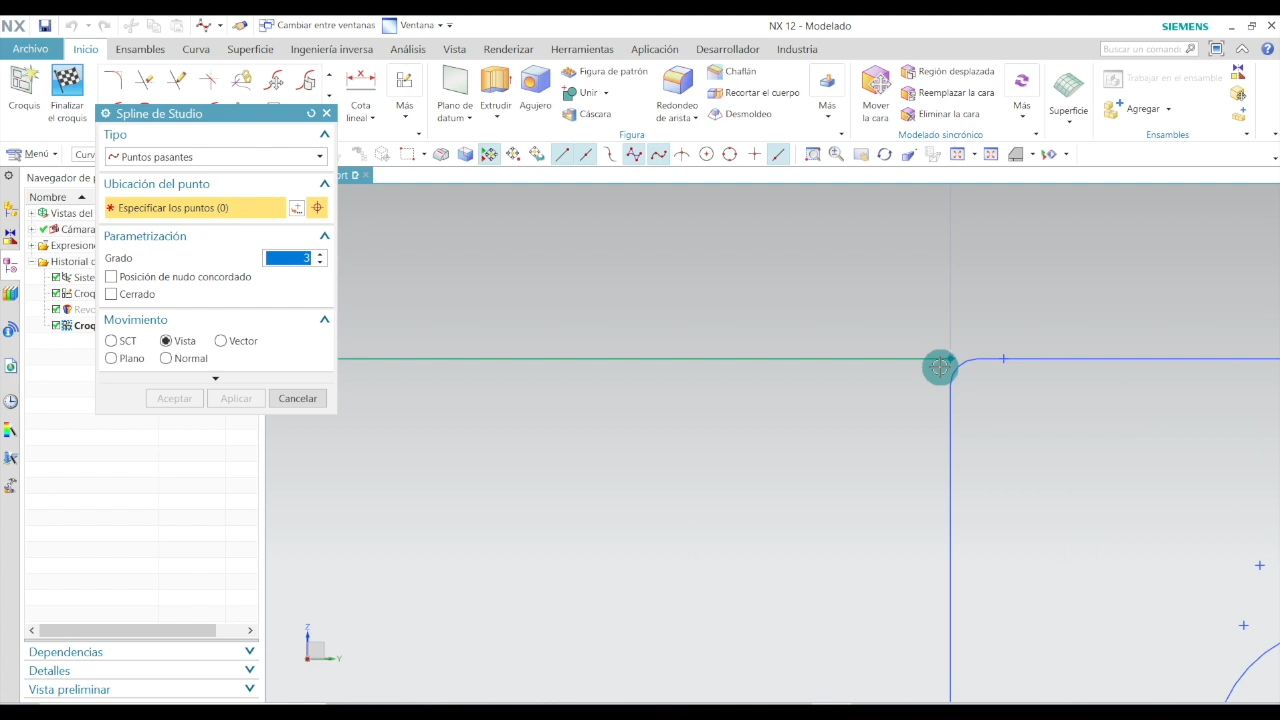 NX
Cambiar entre ventanas
Ventana
NX 12 - Modelado
SIEMENS
Archivo
Inicio
Ensambles
Curva
Superficie
Ingeniería inversa
Análisis
Vista
Renderizar
Herramientas
Aplicación
Desarrollador
Industria
Buscar un comando
Croquis
Finalizar
el croquis
Cota
lineal
Más
Plano de
datum
Extrudir
Agujero
Figura de patrón
Unir
Cáscara
Redondeo
de arista
Chaflán
Recortar el cuerpo
Desmoldeo
Más
Figura
Mover
la cara
Región desplazada
Reemplazar la cara
Eliminar la cara
Más
Modelado sincrónico
Superficie
Trabajar en el ensamble
Agregar
Ensambles
Menú
Curv
Spline de Studio
Tipo
Puntos pasantes
Ubicación del punto
* Especificar los puntos (0)
Parametrización
Grado
3
Posición de nudo concordado
Cerrado
Movimiento
SCT
Vista
Vector
Plano
Normal
Aceptar
Aplicar
Cancelar
ort
Navegador de p
Nombre
Vistas del
Cámara
Expresione
Historial d
Siste
Croq
Revo
Croq
Dependencias
Detalles
Vista preliminar
Z
Y